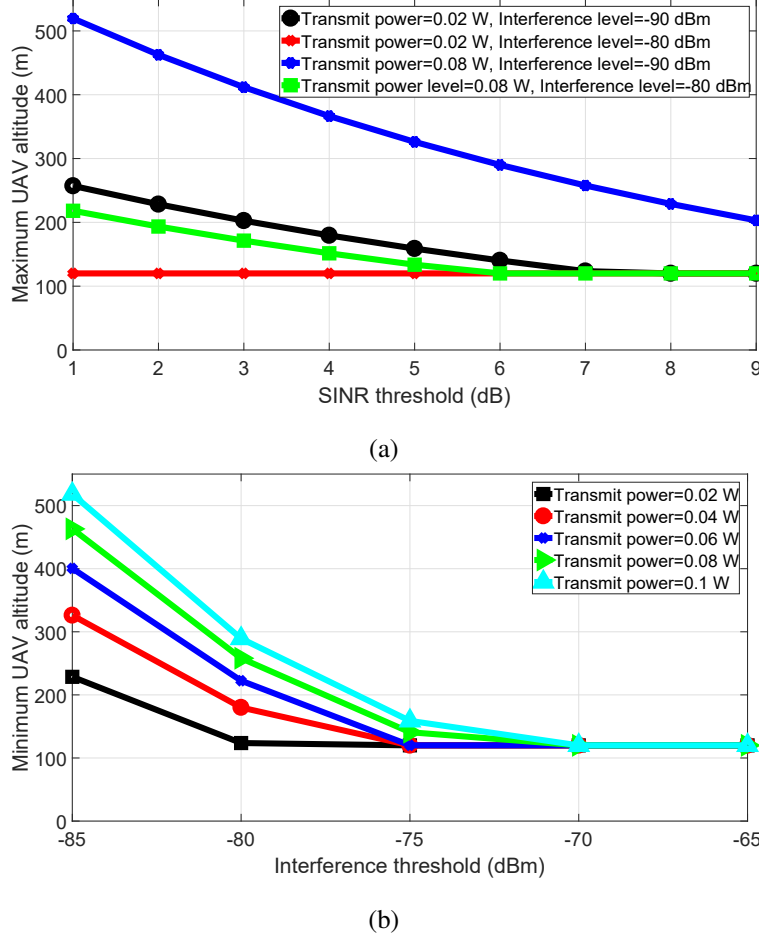 Transmit power=0.02 W, Interference level=-90 dBm
Transmit power=0.02 W, Interference level=-80 dBm
Transmit power=0.08 W, Interference level=-90 dBm
Transmit power level=0.08 W, Interference level=-80 dBm
Maximum UAV altitude (m)
500
400
300
200
100
0
1 2 3 4 5 6 7 8 9
SINR threshold (dB)
(a)
Transmit power=0.02 W
Transmit power=0.04 W
Transmit power=0.06 W
Transmit power=0.08 W
Transmit power=0.1 W
Minimum UAV altitude (m)
500
400
300
200
100
0
-85 -80 -75 -70 -65
Interference threshold (dBm)
(b)